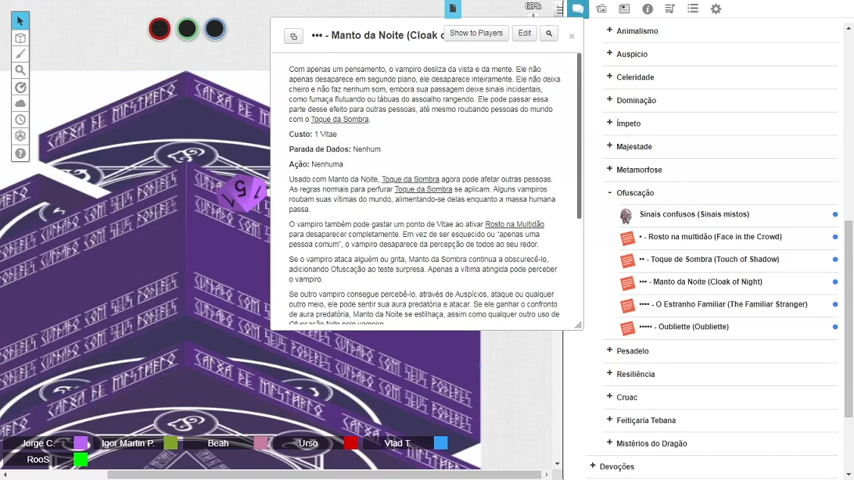 60%
••• - Manto da Noite (Cloak o
Show to Players
Edit
Com apenas um pensamento, o vampiro desliza da vista e da mente. Ele não
apenas desaparece em segundo plano, ele desaparece inteiramente. Ele não deixa
cheiro e não faz nenhum som, embora sua passagem deixe sinais incidentais,
como fumaça flutuando ou tábuas do assoalho rangendo. Ele pode passar essa
parte desse efeito para outras pessoas, até mesmo roubando pessoas do mundo
com o Toque da Sombra.
Custo: 1 Vitae
Parada de Dados: Nenhum
Ação: Nenhuma
Usado com Manto da Noite, Toque da Sombra agora pode afetar outras pessoas.
As regras normais para perfurar Toque da Sombra se aplicam. Alguns vampiros
roubam suas vítimas do mundo, alimentando-se delas enquanto a massa humana
passa.
O vampiro também pode gastar um ponto de Vitae ao ativar Rosto na Multidão
para desaparecer completamente. Em vez de ser esquecido ou "apenas uma
pessoa comum", o vampiro desaparece da percepção de todos ao seu redor.
Se o vampiro ataca alguém ou grita, Manto da Sombra continua a obscurecê-lo,
adicionando Ofuscação ao teste surpresa. Apenas a vítima atingida pode perceber
o vampiro.
Se outro vampiro consegue percebê-lo, através de Auspícios, ataque ou qualquer
outro meio, ele pode sentir sua aura predatória e atacar. Se ele ganhar o confronto
de aura predatória, Manto da Noite se estilhaça, assim como qualquer outro uso de
Ofuscação feito pelo vampiro.
Animalismo
Auspicio
Celeridade
Dominação
Ímpeto
Majestade
Metamorfose
Ofuscação
Sinais confusos (Sinais mistos)
• - Rosto na multidão (Face in the Crowd)
•• - Toque de Sombra (Touch of Shadow)
••• - Manto da Noite (Cloak of Night)
•••• - O Estranho Familiar (The Familiar Stranger)
••••• - Oubliette (Oubliette)
Pesadelo
Resiliência
Cruac
Feitiçaria Tebana
Mistérios do Dragão
Devoções
15
Jorge C.
Igor Martin P.
Beah
Urso
Vlad T.
RooS